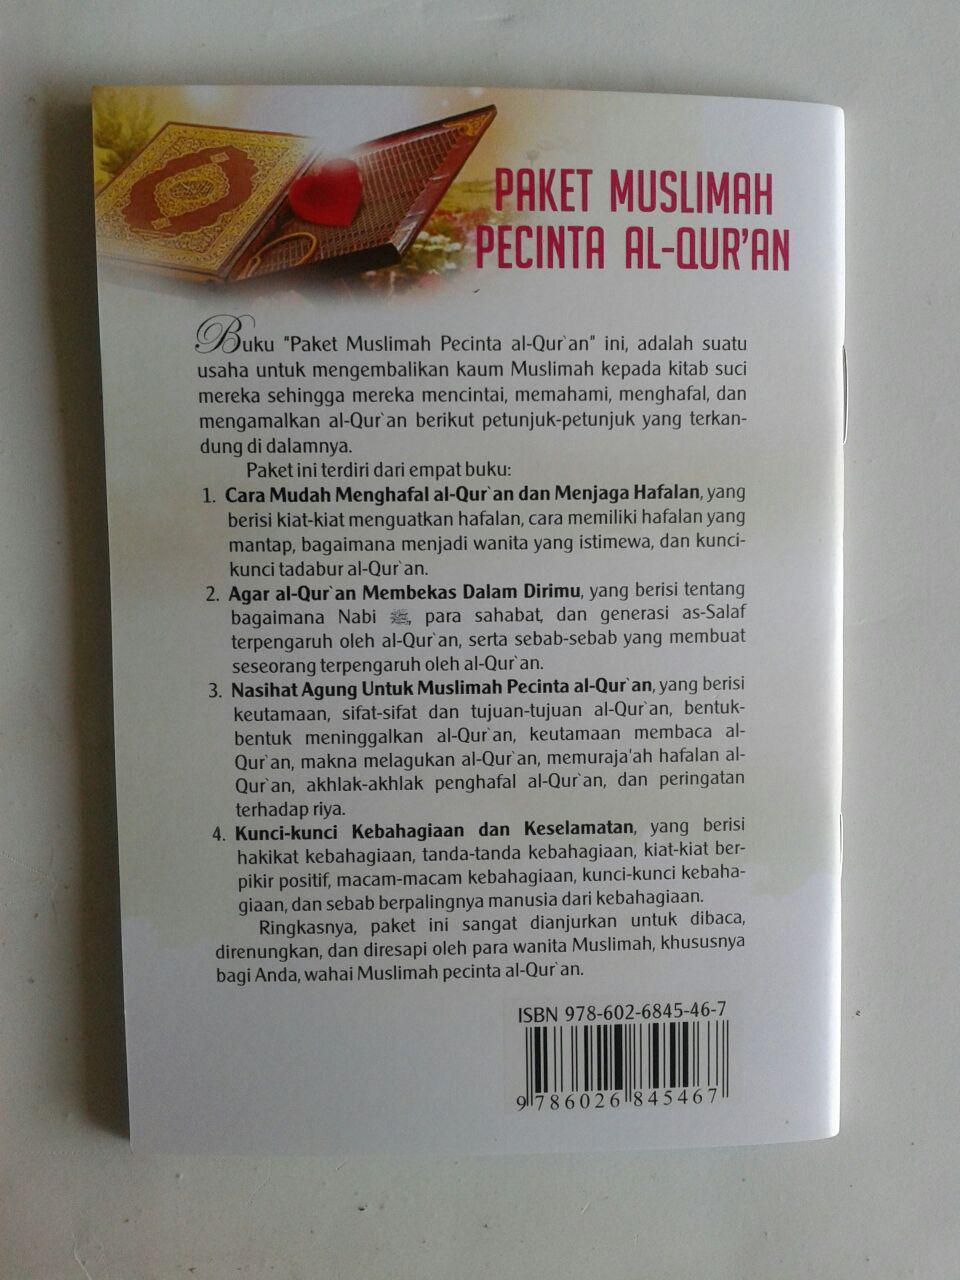 PAKET MUSLIMAH
PECINTA AL-QUR'AN
Buku "Paket Muslimah Pecinta al-Qur`an" ini, adalah suatu
usaha untuk mengembalikan kaum Muslimah kepada kitab suci
mereka sehingga mereka mencintai, memahami, menghafal, dan
mengamalkan al-Qur`an berikut petunjuk-petunjuk yang terkan-
dung di dalamnya.
Paket ini terdiri dari empat buku:
1. Cara Mudah Menghafal al-Qur`an dan Menjaga Hafalan, yang
berisi kiat-kiat menguatkan hafalan, cara memiliki hafalan yang
mantap, bagaimana menjadi wanita yang istimewa, dan kunci-
kunci tadabur al-Qur`an.
2. Agar al-Qur`an Membekas Dalam Dirimu, yang berisi tentang
bagaimana Nabi ﷺ, para sahabat, dan generasi as-Salaf
terpengaruh oleh al-Qur`an, serta sebab-sebab yang membuat
seseorang terpengaruh oleh al-Qur`an.
3. Nasihat Agung Untuk Muslimah Pecinta al-Qur`an, yang berisi
keutamaan, sifat-sifat dan tujuan-tujuan al-Qur`an, bentuk-
bentuk meninggalkan al-Qur`an, keutamaan membaca al-
Qur`an, makna melagukan al-Qur`an, memuraja'ah hafalan al-
Qur`an, akhlak-akhlak penghafal al-Qur`an, dan peringatan
terhadap riya.
4. Kunci-kunci Kebahagiaan dan Keselamatan, yang berisi
hakikat kebahagiaan, tanda-tanda kebahagiaan, kiat-kiat ber-
pikir positif, macam-macam kebahagiaan, kunci-kunci kebaha-
giaan, dan sebab berpalingnya manusia dari kebahagiaan.
Ringkasnya, paket ini sangat dianjurkan untuk dibaca,
direnungkan, dan diresapi oleh para wanita Muslimah, khususnya
bagi Anda, wahai Muslimah pecinta al-Qur`an.
ISBN 978-602-6845-46-7
9 786026 845467